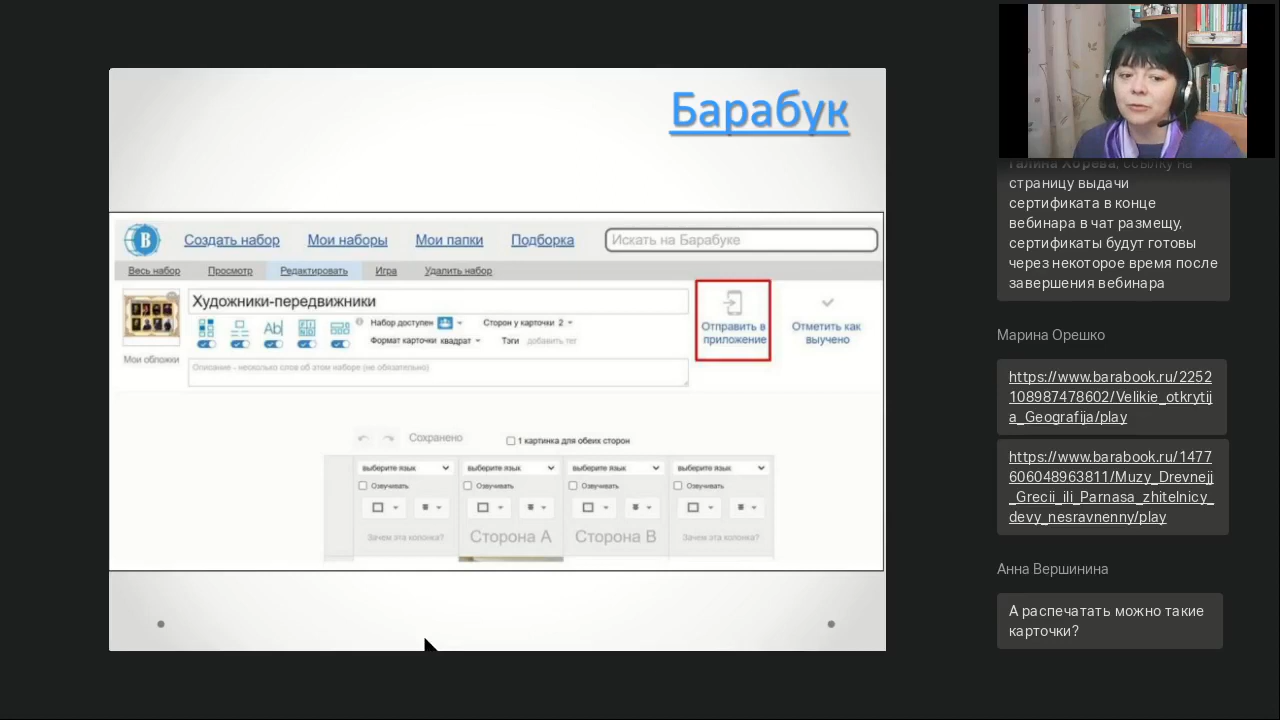 Барабук
B
Создать набор Мои наборы Мои папки Подборка Искать на Барабуке
Весь набор Просмотр Редактировать Игра Удалить набор
Художники-передвижники
Набор доступен Сторон у карточки 2
Формат карточки квадрат Тэги добавить тег
Мои обложки
Описание - несколько слов об этом наборе (не обязательно)
Отправить в
приложение
Отметить как
выучено
Сохранено 1 картинка для обеих сторон
выберите язык выберите язык выберите язык выберите язык
Озвучивать Озвучивать Озвучивать Озвучивать
Зачем эта колонка? Сторона A Сторона B Зачем эта колонка?
Галина Хорева, ссылку на
страницу выдачи
сертификата в конце
вебинара в чат размещу,
сертификаты будут готовы
через некоторое время после
завершения вебинара
Марина Орешко
https://www.barabook.ru/2252
108987478602/Velikie_otkrytij
a_Geografija/play
https://www.barabook.ru/1477
606048963811/Muzy_Drevnejj
_Grecii_ili_Parnasa_zhitelnicy_
devy_nesravnenny/play
Анна Вершинина
А распечатать можно такие
карточки?